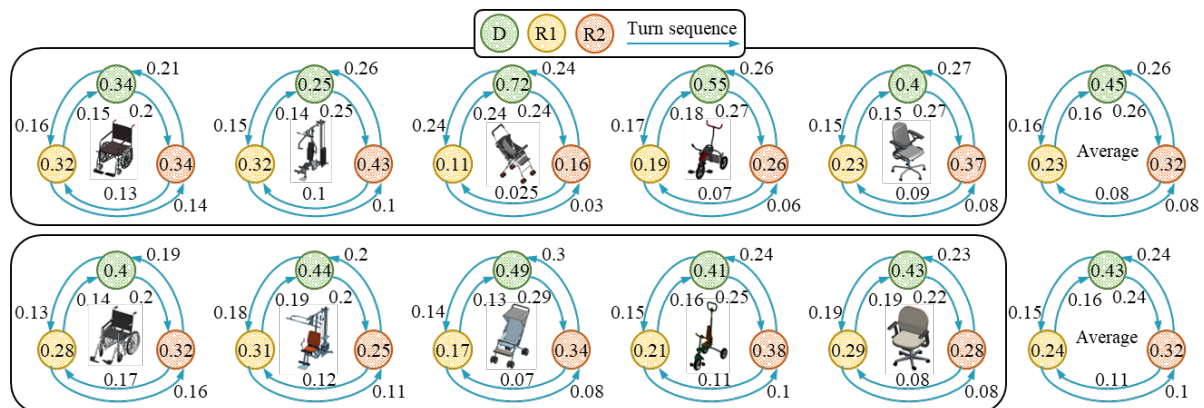 D R1 R2 Turn sequence
0.21 0.26 0.24 0.26 0.27 0.26
0.34 0.25 0.72 0.55 0.4 0.45
0.16 0.15 0.2 0.15 0.14 0.25 0.24 0.24 0.24 0.17 0.18 0.27 0.15 0.15 0.27 0.16 0.16 0.26
0.32 0.34 0.32 0.43 0.11 0.16 0.19 0.26 0.23 0.37 0.23 Average 0.32
0.13 0.1 0.025 0.07 0.09 0.08
0.14 0.1 0.03 0.06 0.08 0.08
0.19 0.2 0.3 0.24 0.23 0.24
0.4 0.44 0.49 0.41 0.43 0.43
0.13 0.14 0.2 0.18 0.19 0.2 0.14 0.13 0.29 0.15 0.16 0.25 0.19 0.19 0.22 0.15 0.16 0.24
0.28 0.32 0.31 0.25 0.17 0.34 0.21 0.38 0.29 0.28 0.24 Average 0.32
0.17 0.12 0.07 0.11 0.08 0.11
0.16 0.11 0.08 0.1 0.08 0.1